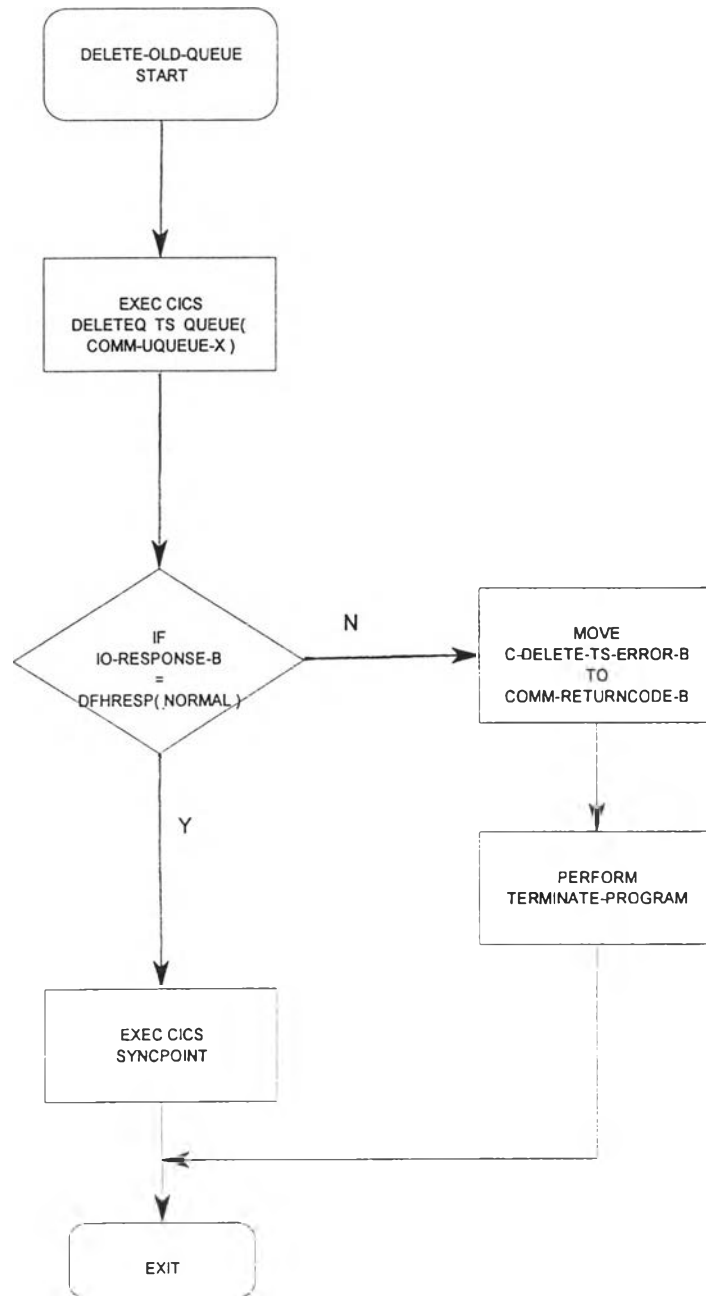 DELETE-OLD-QUEUE
START
EXEC CICS
DELETEQ TS QUEUE(
COMM-UQUEUE-X )
IF
IO-RESPONSE-B
=
DFHRESP( NORMAL )
N
MOVE
C-DELETE-TS-ERROR-B
TO
COMM-RETURNCODE-B
Y
PERFORM
TERMINATE-PROGRAM
EXEC CICS
SYNCPOINT
EXIT